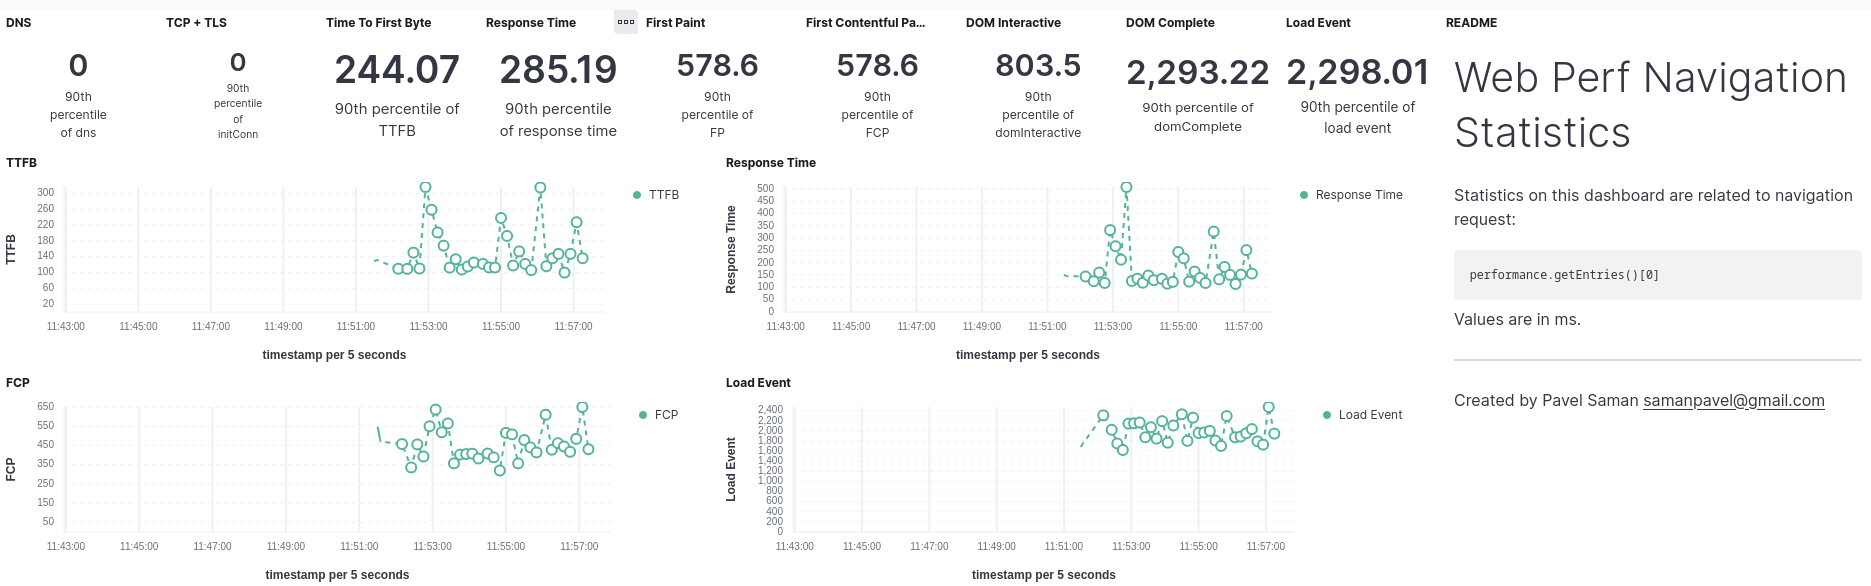 DNS
TCP + TLS
Time To First Byte
Response Time
First Paint
First Contentful Pa...
DOM Interactive
DOM Complete
Load Event
README
0
90th
percentile
of dns
0
90th
percentile
of
initConn
244.07
90th percentile of
TTFB
285.19
90th percentile
of response time
578.6
90th
percentile of
FP
578.6
90th
percentile of
FCP
803.5
90th
percentile of
domInteractive
2,293.22
90th percentile of
domComplete
2,298.01
90th percentile of
load event
Web Perf Navigation
Statistics
Statistics on this dashboard are related to navigation
request:
performance.getEntries()[0]
Values are in ms.
Created by Pavel Saman samanpavel@gmail.com
TTFB
TTFB
300
260
220
180
140
100
60
20
11:43:00 11:45:00 11:47:00 11:49:00 11:51:00 11:53:00 11:55:00 11:57:00
timestamp per 5 seconds
TTFB
Response Time
Response Time
500
450
400
350
300
250
200
150
100
50
0
11:43:00 11:45:00 11:47:00 11:49:00 11:51:00 11:53:00 11:55:00 11:57:00
timestamp per 5 seconds
Response Time
FCP
FCP
650
550
450
350
250
150
50
11:43:00 11:45:00 11:47:00 11:49:00 11:51:00 11:53:00 11:55:00 11:57:00
timestamp per 5 seconds
FCP
Load Event
Load Event
2,400
2,200
2,000
1,800
1,600
1,400
1,200
1,000
800
600
400
200
0
11:43:00 11:45:00 11:47:00 11:49:00 11:51:00 11:53:00 11:55:00 11:57:00
timestamp per 5 seconds
Load Event